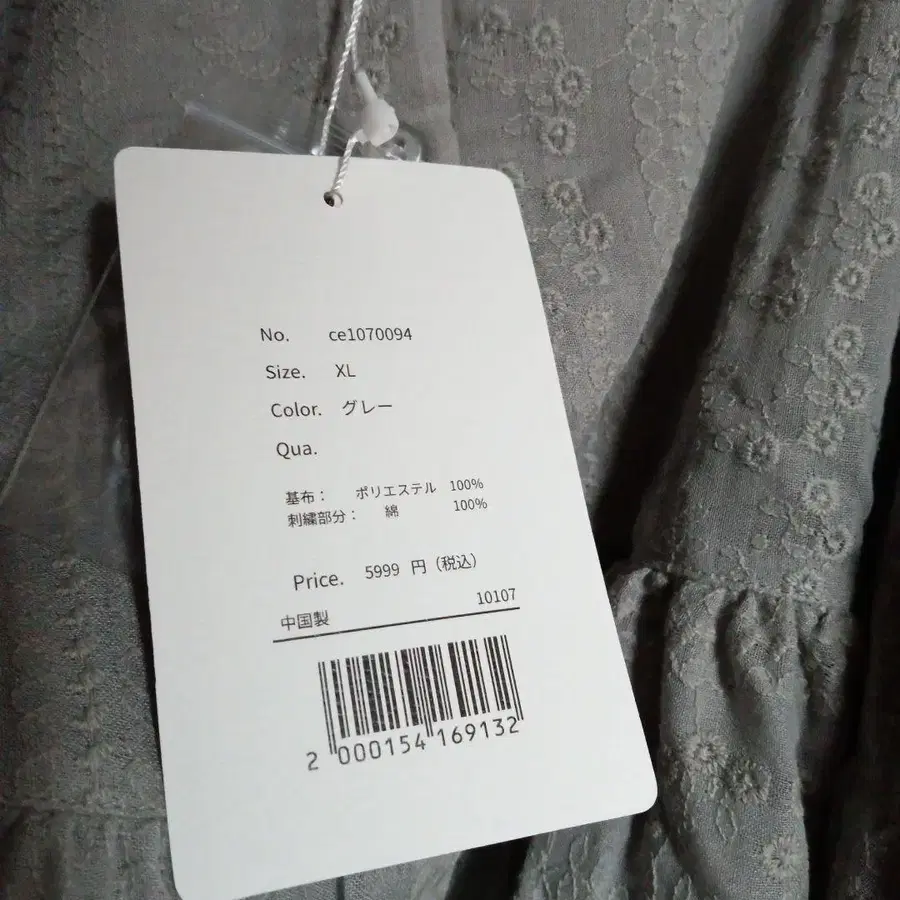 No. ce1070094
Size. XL
Color. グレー
Qua.
基布： ポリエステル 100%
刺繍部分： 綿 100%
Price. 5999 円（税込）
中国製 10107
2 000154 169132